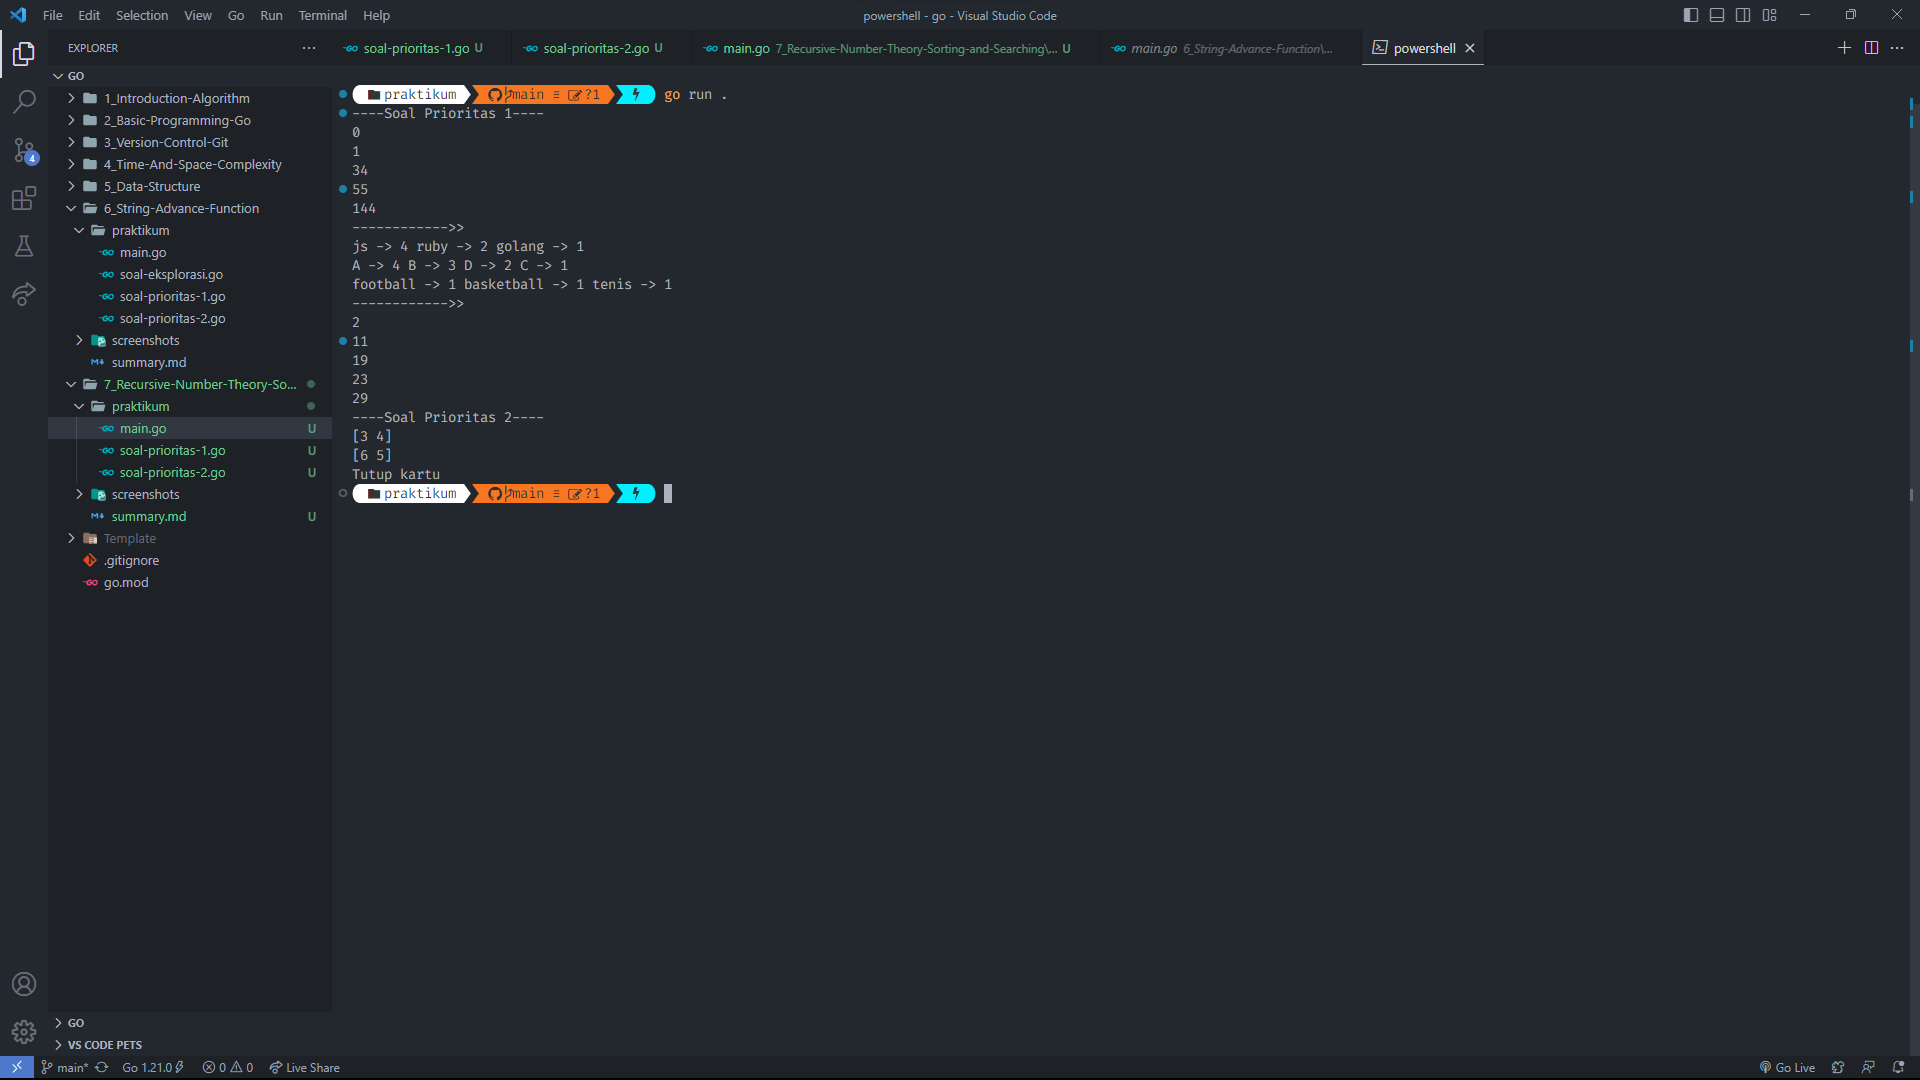 File Edit Selection View Go Run Terminal Help
powershell - go - Visual Studio Code
EXPLORER
soal-prioritas-1.go U
soal-prioritas-2.go U
main.go 7_Recursive-Number-Theory-Sorting-and-Searching\... U
main.go 6_String-Advance-Function\...
powershell
GO
1_Introduction-Algorithm
2_Basic-Programming-Go
3_Version-Control-Git
4_Time-And-Space-Complexity
5_Data-Structure
6_String-Advance-Function
praktikum
main.go
soal-eksplorasi.go
soal-prioritas-1.go
soal-prioritas-2.go
screenshots
summary.md
7_Recursive-Number-Theory-So...
praktikum
main.go U
soal-prioritas-1.go U
soal-prioritas-2.go U
screenshots
summary.md U
Template
.gitignore
go.mod
GO
VS CODE PETS
4
praktikum main ≡ ?1 go run .
----Soal Prioritas 1----
0
1
34
55
144
------------>>
js -> 4 ruby -> 2 golang -> 1
A -> 4 B -> 3 D -> 2 C -> 1
football -> 1 basketball -> 1 tenis -> 1
------------>>
2
11
19
23
29
----Soal Prioritas 2----
[3 4]
[6 5]
Tutup kartu
praktikum main ≡ ?1
main* Go 1.21.0 0 0 Live Share
Go Live